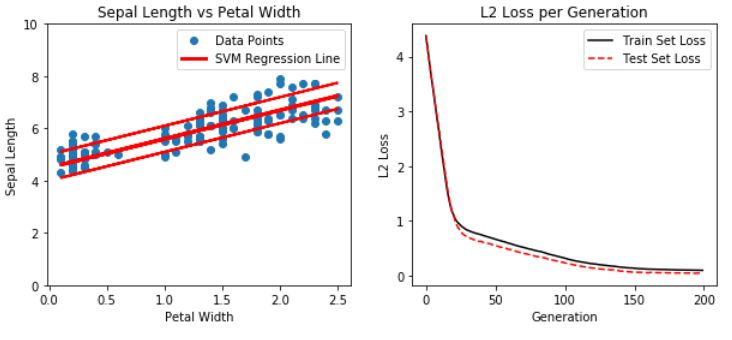 Sepal Length vs Petal Width
10
8
6
4
2
0
Sepal Length
Data Points
SVM Regression Line
0.0 0.5 1.0 1.5 2.0 2.5
Petal Width
L2 Loss per Generation
4
3
2
1
0
L2 Loss
Train Set Loss
Test Set Loss
0 50 100 150 200
Generation